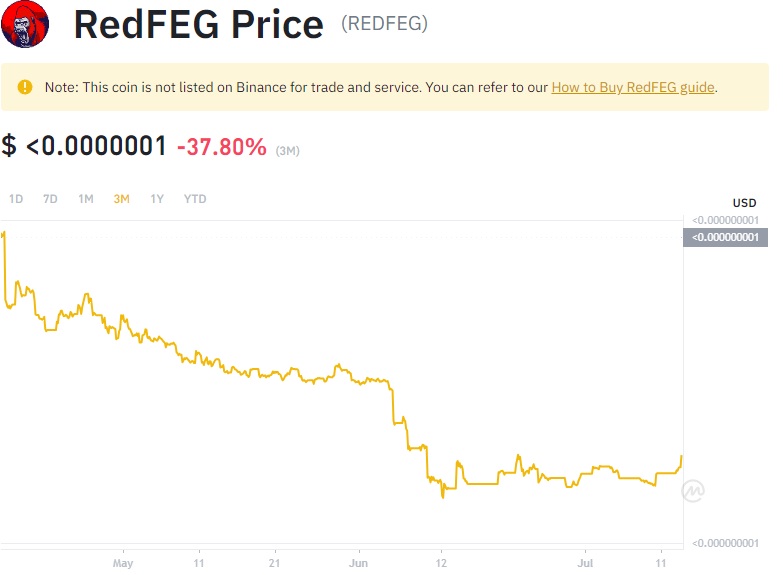 RedFEG Price (REDFEG)
Note: This coin is not listed on Binance for trade and service. You can refer to our How to Buy RedFEG guide.
$ <0.0000001 -37.80% (3M)
1D 7D 1M 3M 1Y YTD
USD
<0.000000001
<0.000000001
<0.000000001
May 11 21 Jun 12 Jul 11